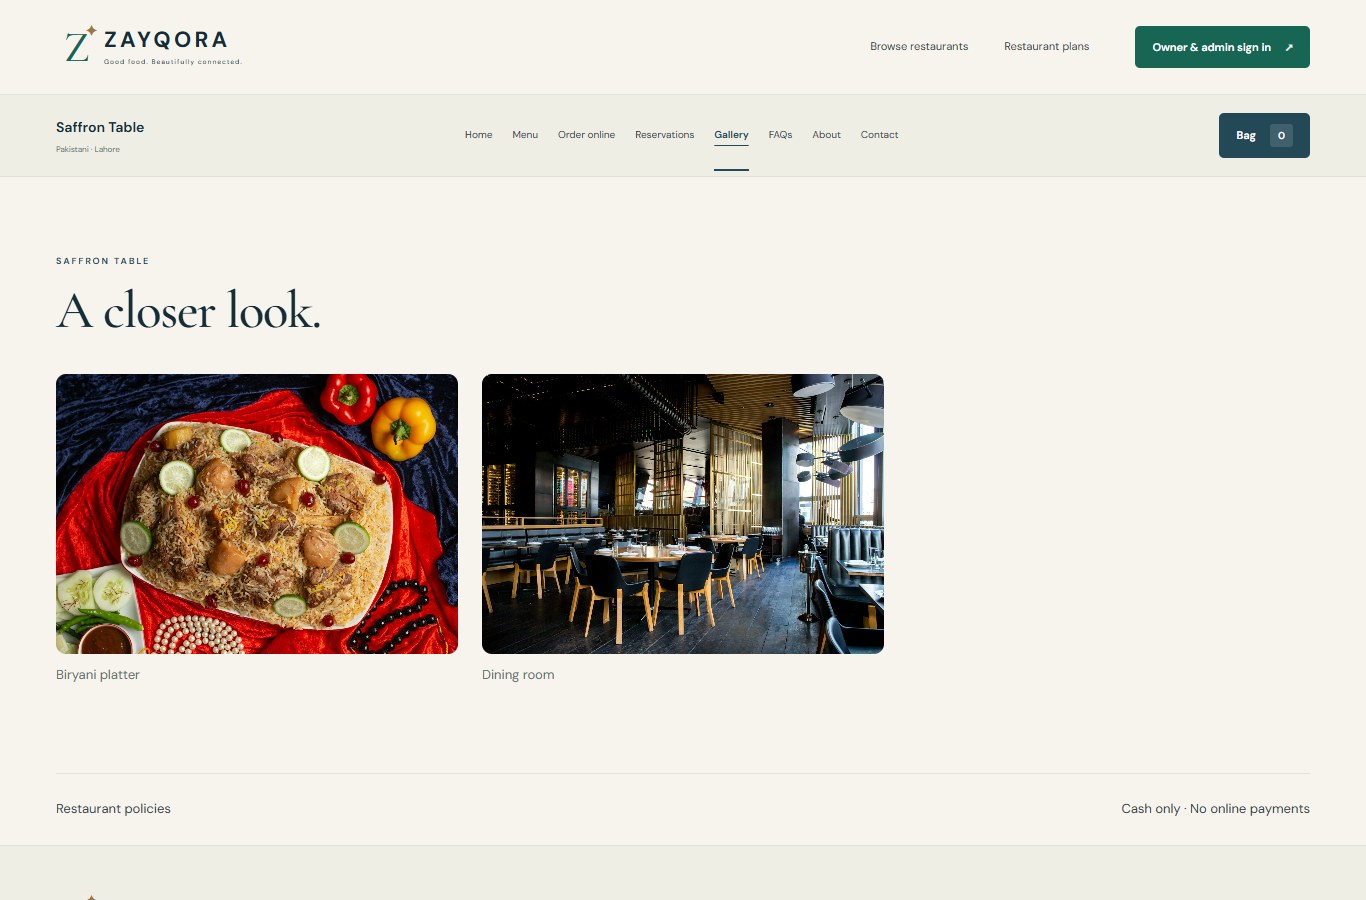 ZAYQORA
Good food. Beautifully connected.
Browse restaurants
Restaurant plans
Owner & admin sign in ↗
Saffron Table
Pakistani · Lahore
Home
Menu
Order online
Reservations
Gallery
FAQs
About
Contact
Bag 0
SAFFRON TABLE
A closer look.
Biryani platter
Dining room
Restaurant policies
Cash only · No online payments